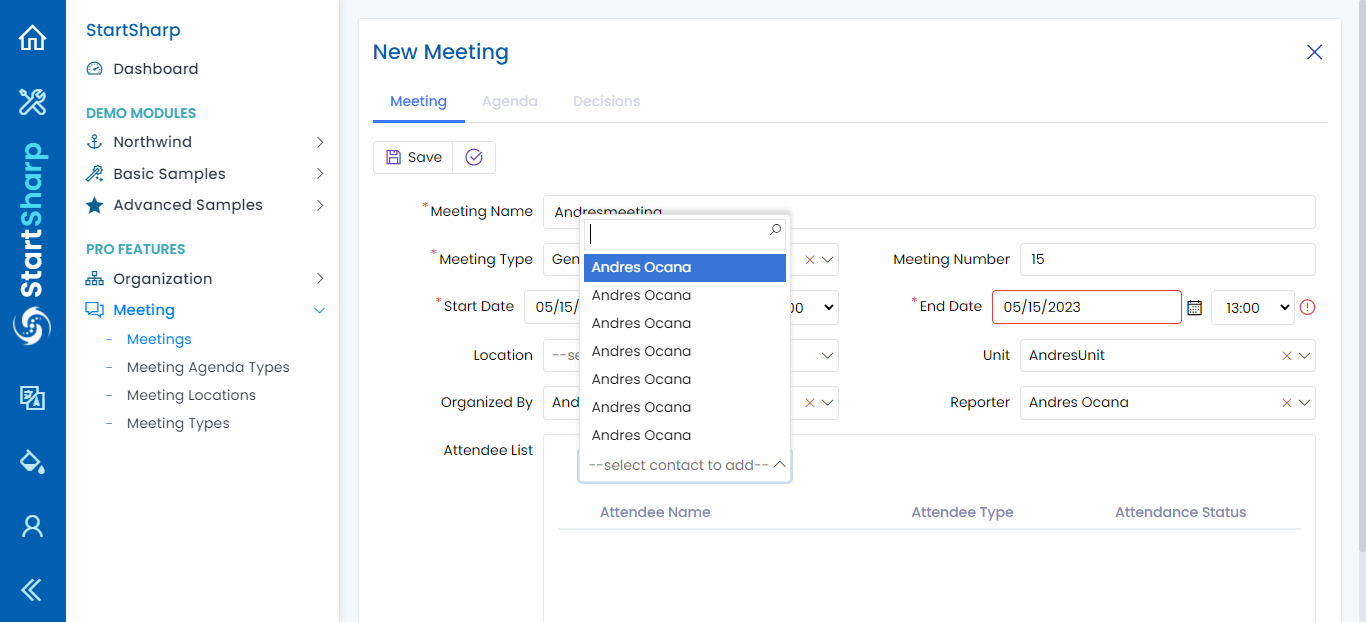 StartSharp
StartSharp
Dashboard
DEMO MODULES
Northwind
Basic Samples
Advanced Samples
PRO FEATURES
Organization
Meeting
Meetings
Meeting Agenda Types
Meeting Locations
Meeting Types
New Meeting
Meeting Agenda Decisions
Save
*Meeting Name Andresmeeting
*Meeting Type Gen
Meeting Number 15
*Start Date 05/15/ 00
*End Date 05/15/2023 13:00
Location --se
Unit AndresUnit
Organized By And
Reporter Andres Ocana
Attendee List
Andres Ocana
Andres Ocana
Andres Ocana
Andres Ocana
Andres Ocana
Andres Ocana
Andres Ocana
--select contact to add--
Attendee Name Attendee Type Attendance Status